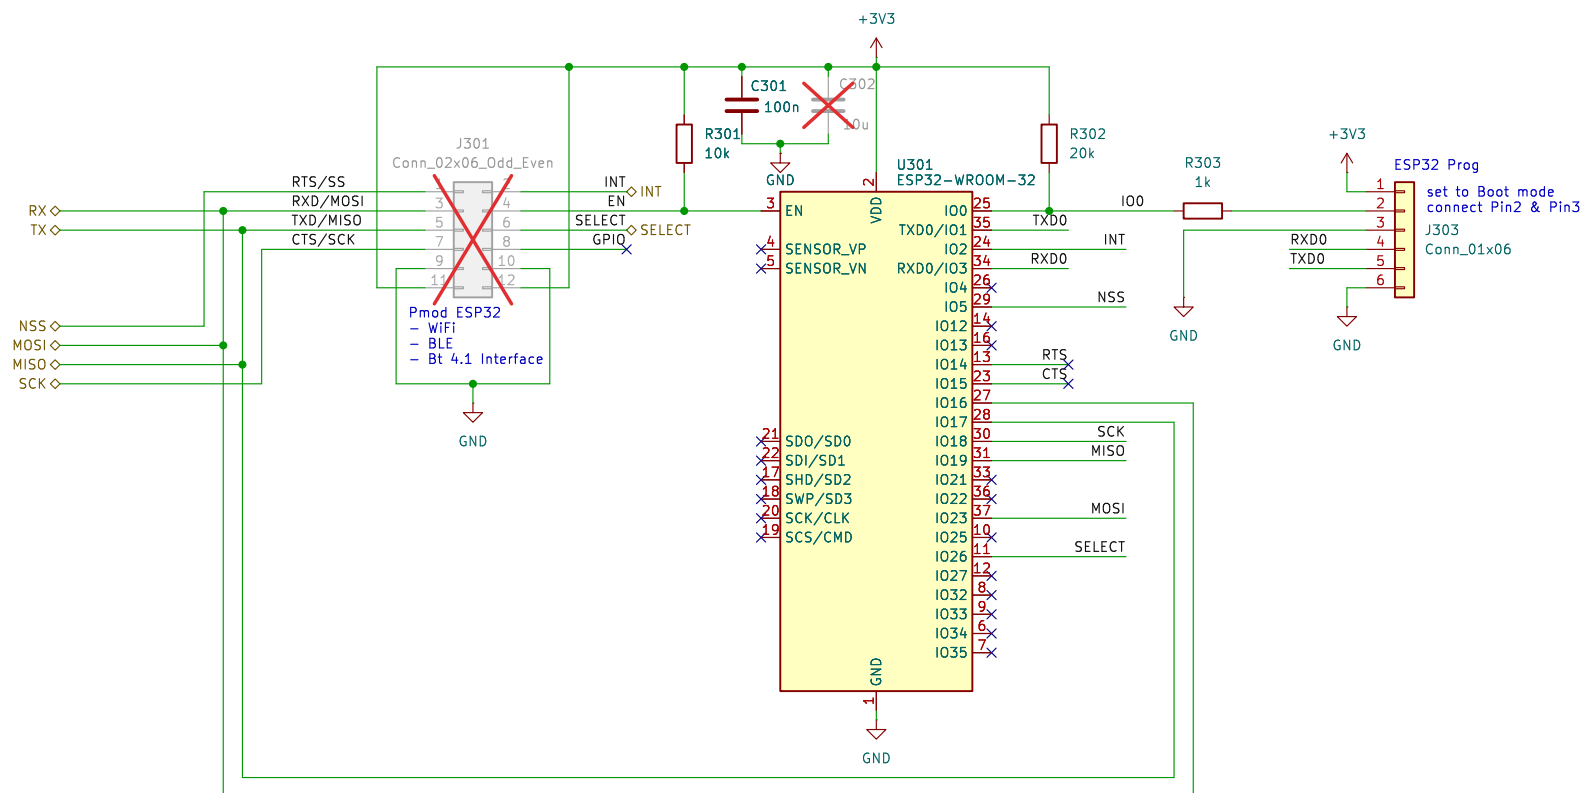 +3V3
C301
100n
C302
10u
R301
10k
R302
20k
+3V3
J301
Conn_02x06_Odd_Even
GND
U301
ESP32-WROOM-32
R303
1k
ESP32 Prog
set to Boot mode
connect Pin2 & Pin3
J303
Conn_01x06
RTS/SS
RXD/MOSI
TXD/MISO
CTS/SCK
1
3
5
7
9
11
2
4
6
8
10
12
INT
EN
SELECT
GPIO
INT
SELECT
RX
TX
NSS
MOSI
MISO
SCK
Pmod ESP32
- WiFi
- BLE
- Bt 4.1 Interface
GND
2
VDD
3 EN
4 SENSOR_VP
5 SENSOR_VN
21 SDO/SD0
22 SDI/SD1
17 SHD/SD2
18 SWP/SD3
20 SCK/CLK
19 SCS/CMD
IO0 25 IO0
TXD0/IO1 35 TXD0
IO2 24 INT
RXD0/IO3 34 RXD0
IO4 26
IO5 29 NSS
IO12 14
IO13 16
IO14 13 RTS
IO15 23 CTS
IO16 27
IO17 28
IO18 30 SCK
IO19 31 MISO
IO21 33
IO22 36
IO23 37 MOSI
IO25 10
IO26 11 SELECT
IO27 12
IO32 8
IO33 9
IO34 6
IO35 7
GND
1
GND
1
2
3
RXD0 4
TXD0 5
6
GND
GND